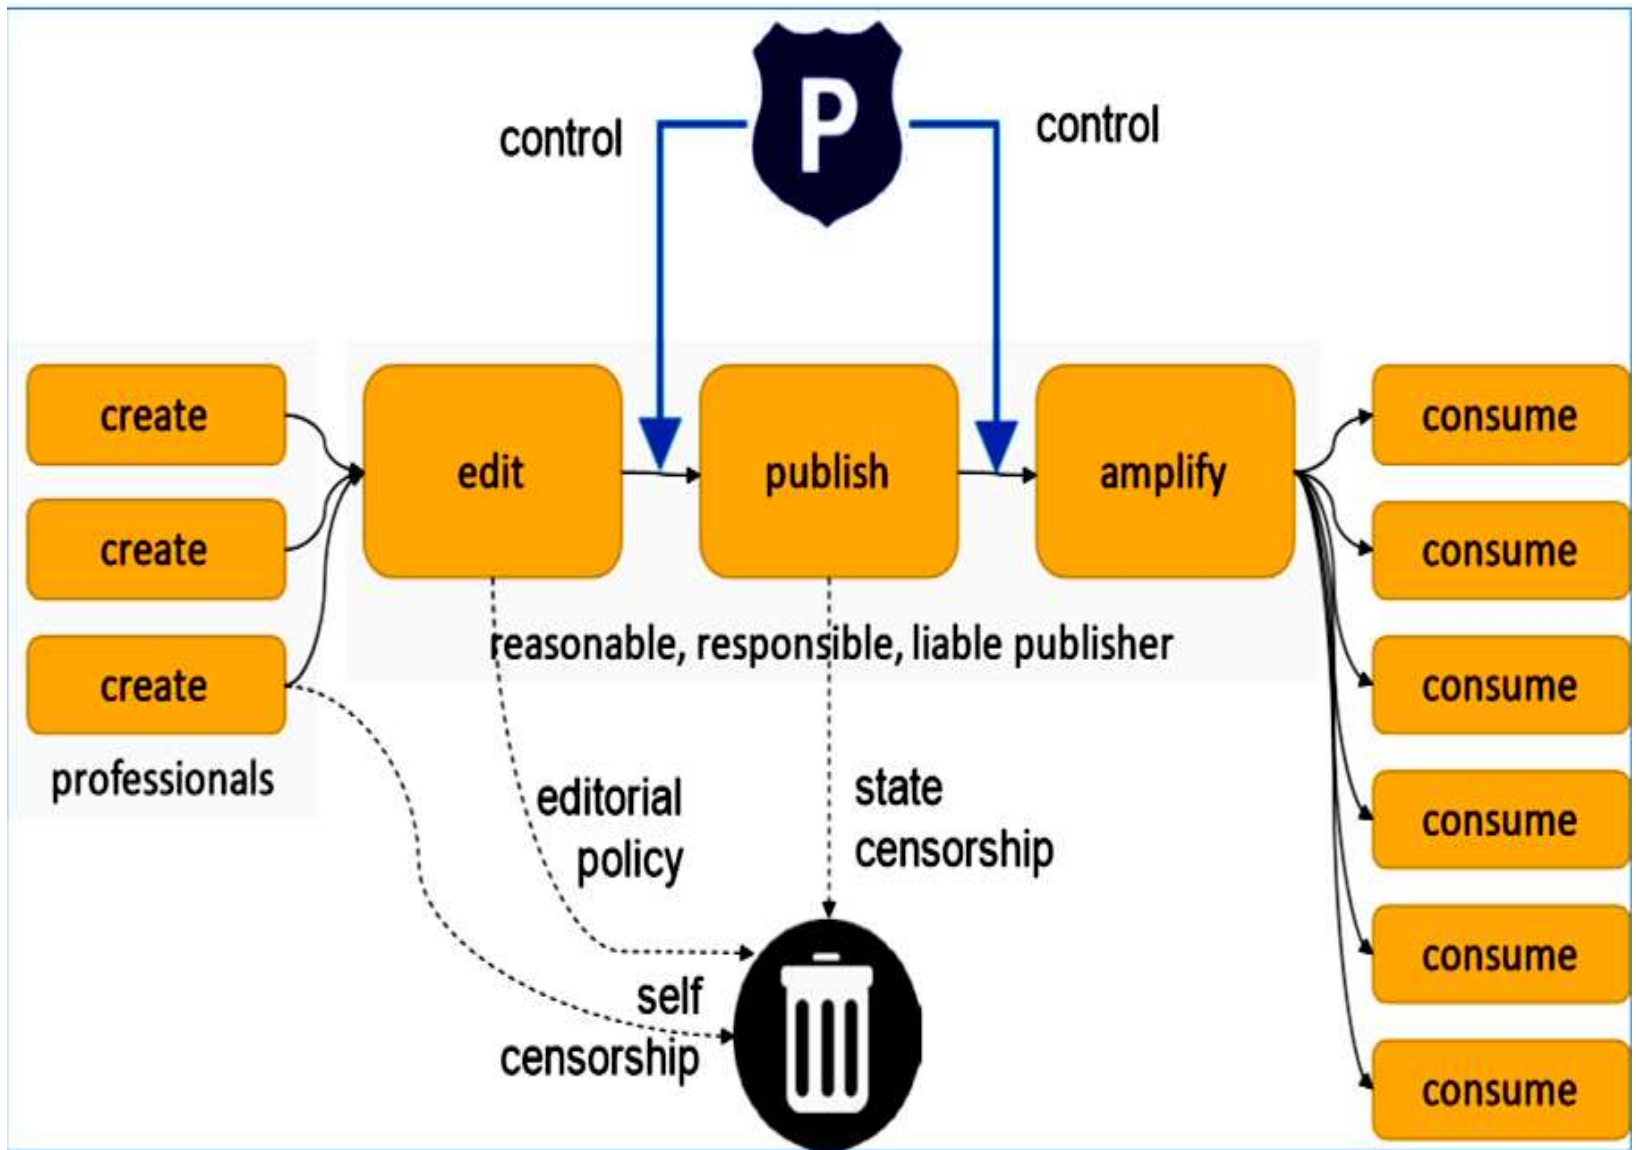 P
control
control
create
create
create
professionals
edit
publish
amplify
reasonable, responsible, liable publisher
consume
consume
consume
consume
consume
consume
editorial
policy
state
censorship
self
censorship